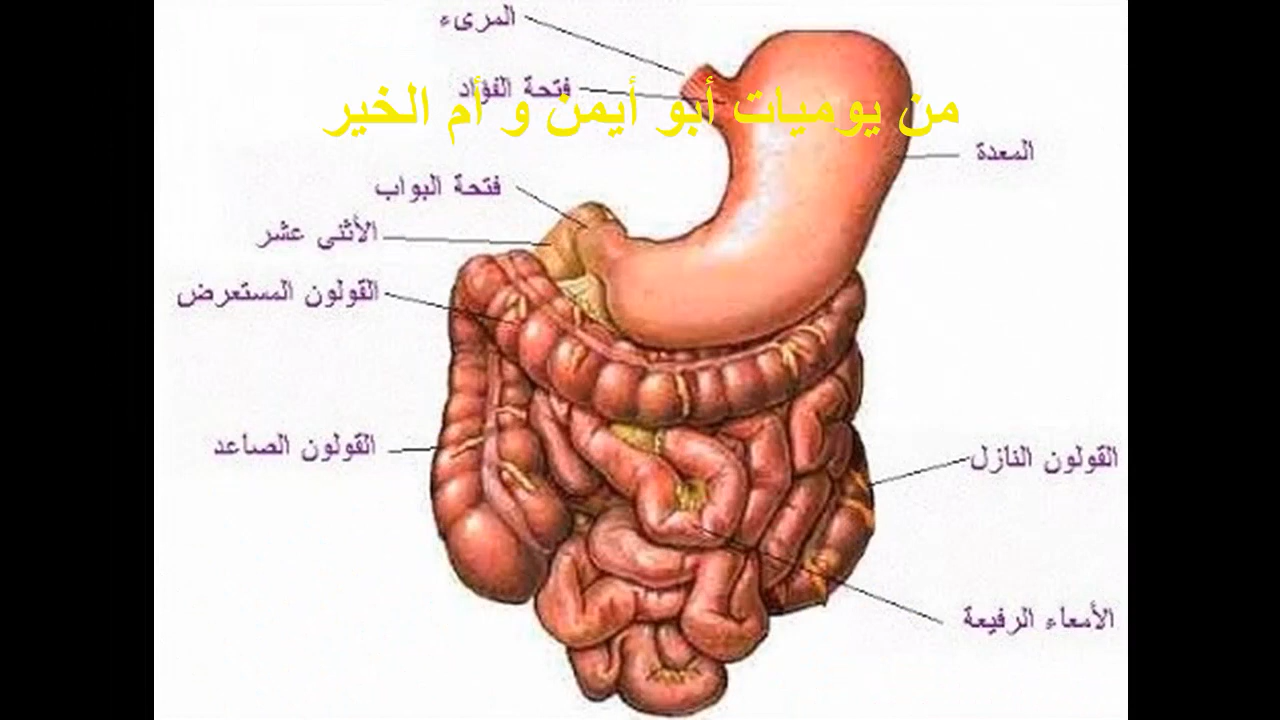 المرىء
فتحة الفؤاد
من يوميات أبو أيمن و أم الخير
المعدة
فتحة البواب
الأثنى عشر
القولون المستعرض
القولون الصاعد
القولون النازل
الأمعاء الرفيعة